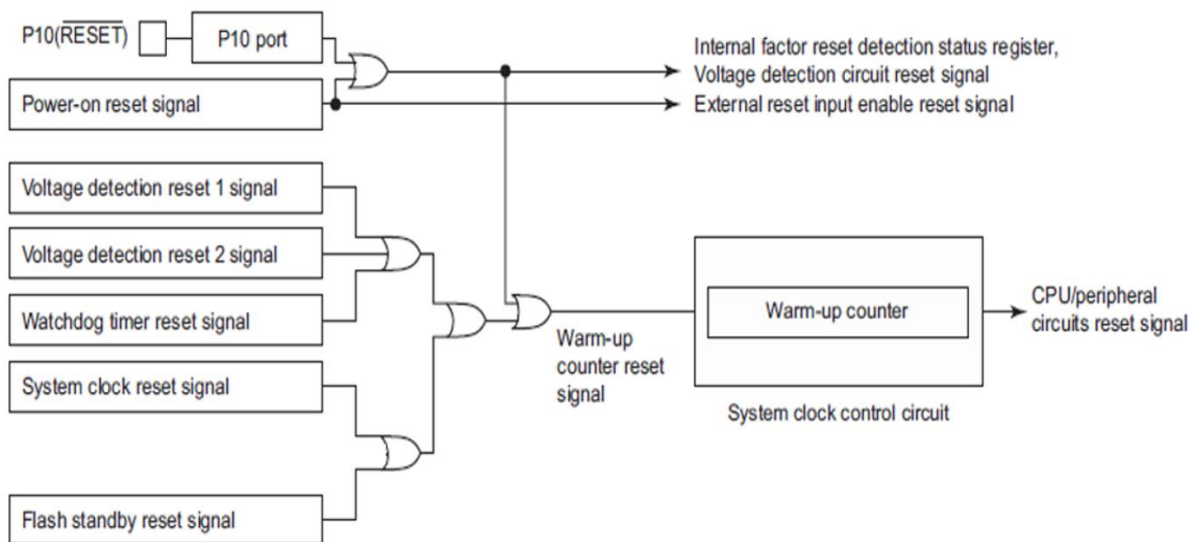 P10(RESET)
P10 port
Internal factor reset detection status register,
Voltage detection circuit reset signal
Power-on reset signal
External reset input enable reset signal
Voltage detection reset 1 signal
Voltage detection reset 2 signal
Watchdog timer reset signal
System clock reset signal
Flash standby reset signal
Warm-up
counter reset
signal
Warm-up counter
System clock control circuit
CPU/peripheral
circuits reset signal